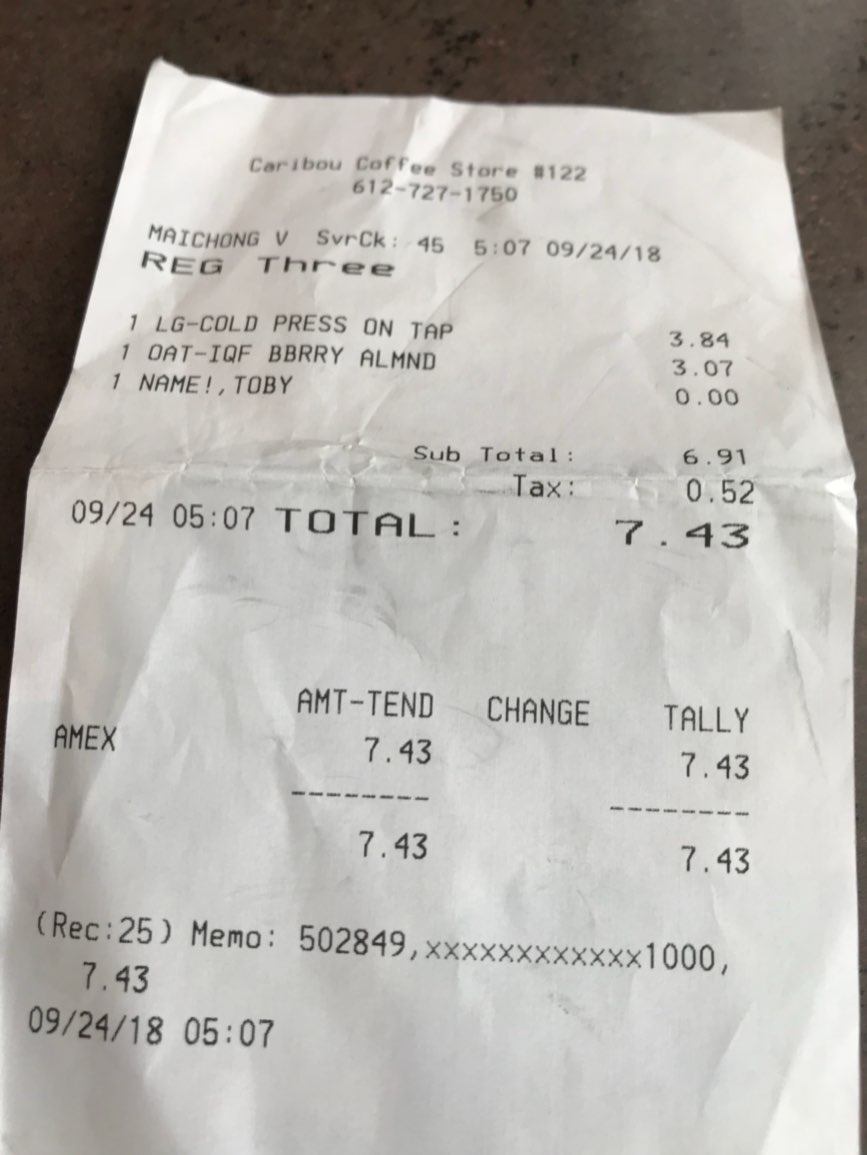 Caribou Coffee Store #122
612-727-1750
MAICHONG V SvrCk: 45 5:07 09/24/18
REG Three
1 LG-COLD PRESS ON TAP 3.84
1 OAT-IQF BBRRY ALMND 3.07
1 NAME!,TOBY 0.00
Sub Total: 6.91
Tax: 0.52
09/24 05:07 TOTAL: 7.43
AMT-TEND CHANGE TALLY
AMEX 7.43 7.43
-------- --------
7.43 7.43
(Rec:25) Memo: 502849,xxxxxxxxxxxx1000,
7.43
09/24/18 05:07